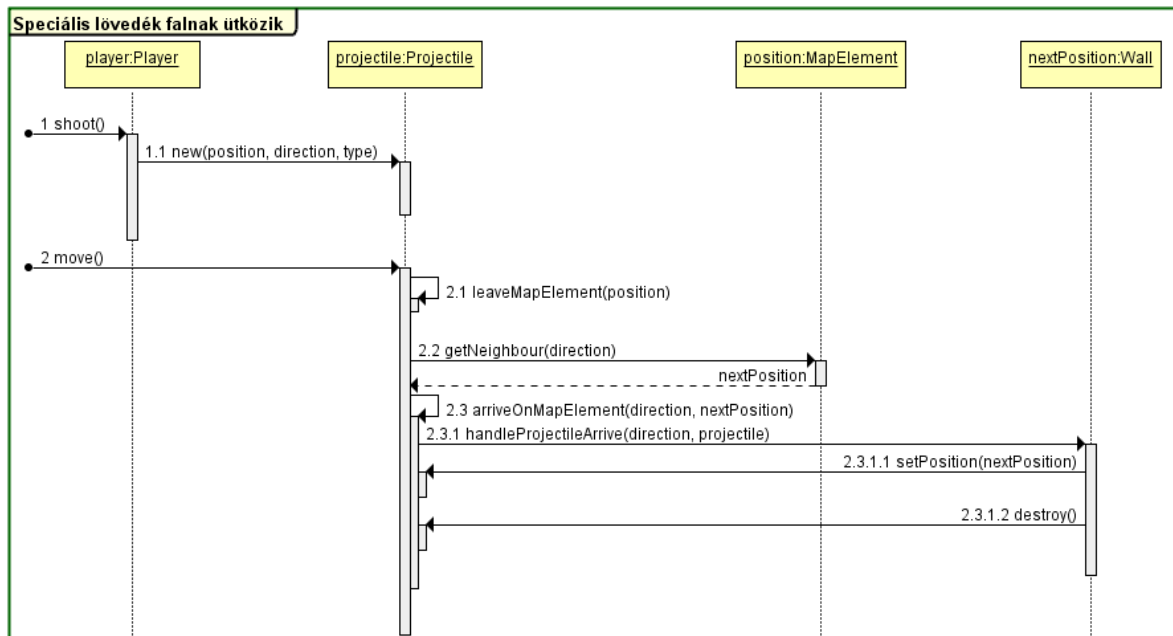 Speciális lövedék falnak ütközik
player:Player
projectile:Projectile
position:MapElement
nextPosition:Wall
1 shoot()
1.1 new(position, direction, type)
2 move()
2.1 leaveMapElement(position)
2.2 getNeighbour(direction)
nextPosition
2.3 arriveOnMapElement(direction, nextPosition)
2.3.1 handleProjectileArrive(direction, projectile)
2.3.1.1 setPosition(nextPosition)
2.3.1.2 destroy()